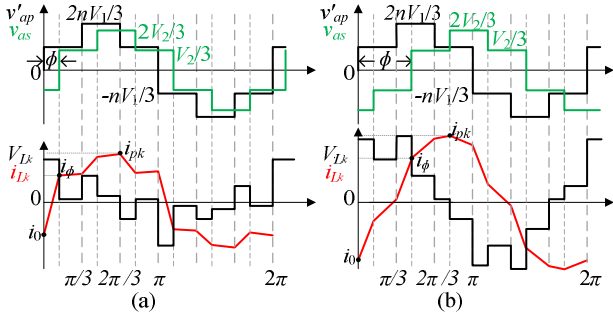 v'ap 2nV1/3
vas 2V2/3
V2/3
ϕ
0
-nV1/3
VLk
iLk iϕ ipk
0
i0
π/3 2π/3 π 2π
(a)
v'ap 2nV1/3
vas 2V2/3
V2/3
ϕ
0
-nV1/3
VLk ipk
iLk iϕ
0
i0
π/3 2π/3 π 2π
(b)